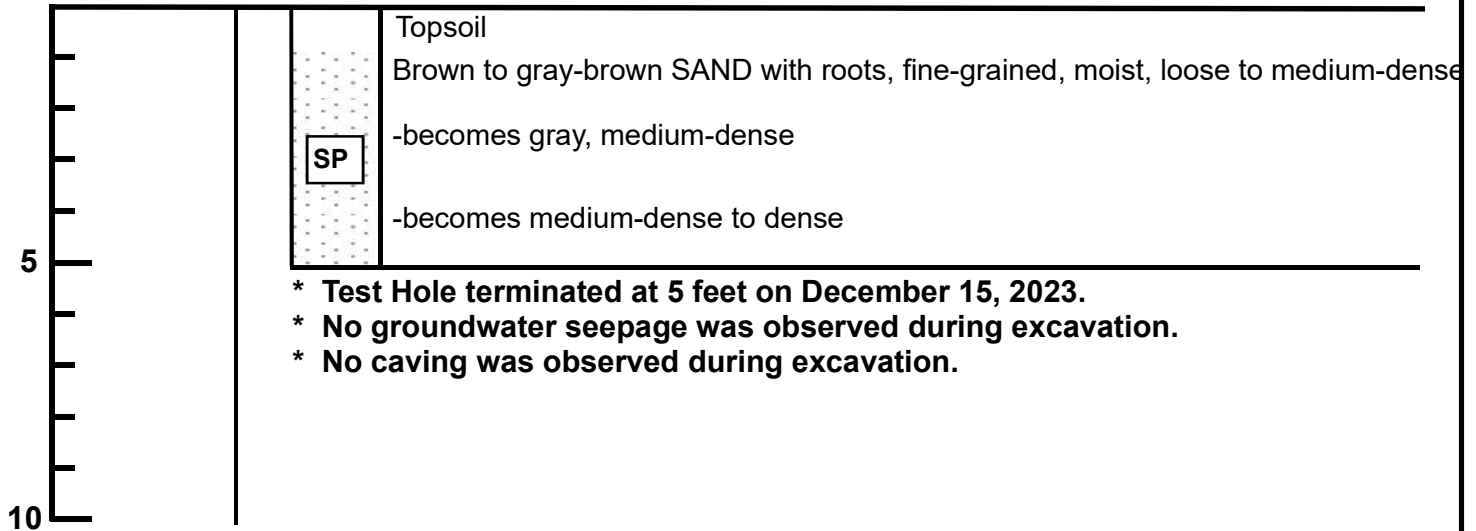 Topsoil
Brown to gray-brown SAND with roots, fine-grained, moist, loose to medium-dense
-becomes gray, medium-dense
SP
-becomes medium-dense to dense
5
* Test Hole terminated at 5 feet on December 15, 2023.
* No groundwater seepage was observed during excavation.
* No caving was observed during excavation.
10